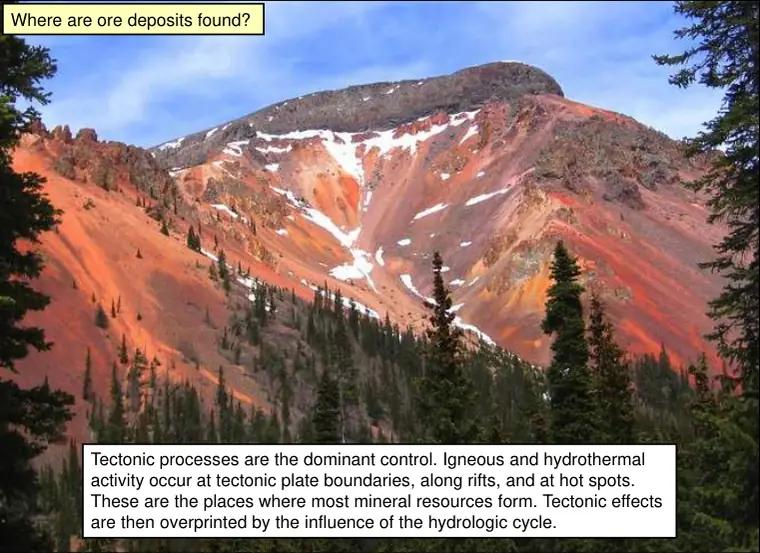 Where are ore deposits found?
Tectonic processes are the dominant control. Igneous and hydrothermal
activity occur at tectonic plate boundaries, along rifts, and at hot spots.
These are the places where most mineral resources form. Tectonic effects
are then overprinted by the influence of the hydrologic cycle.